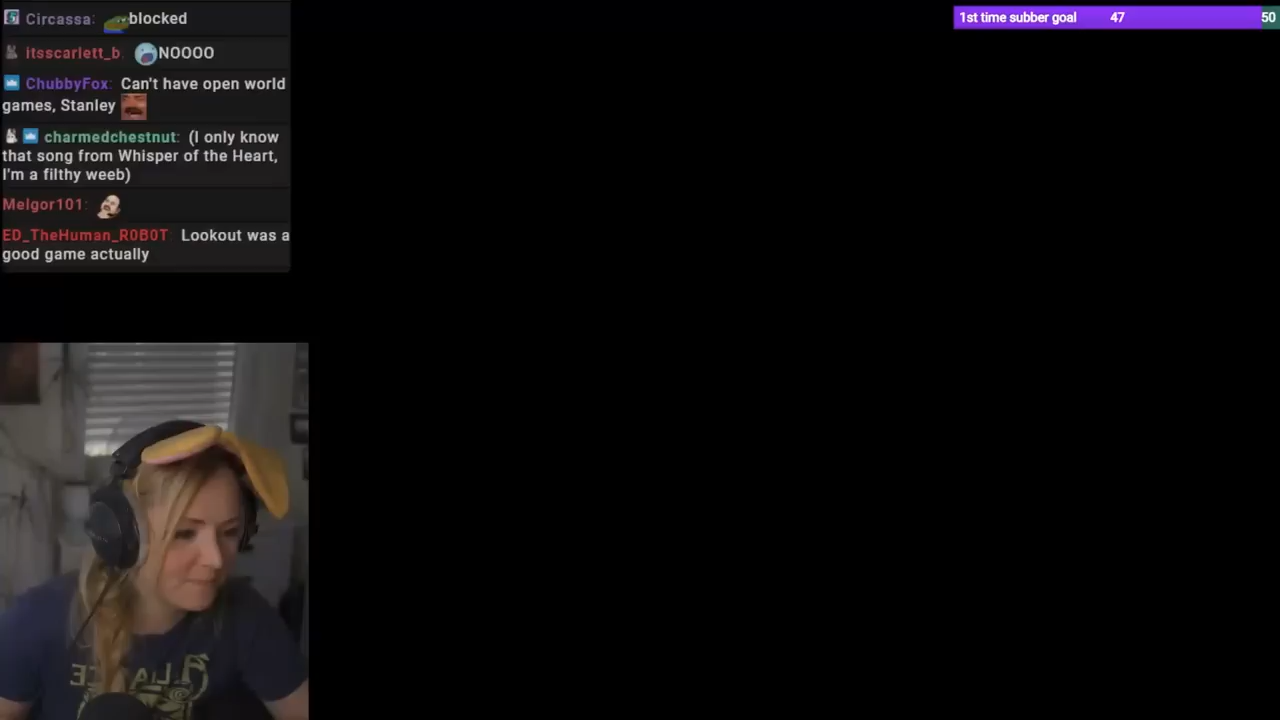 Circassa: blocked
1st time subber goal 47 50
itsscarlett_b: NOOOO
ChubbyFox: Can't have open world
games, Stanley
charmedchestnut: (I only know
that song from Whisper of the Heart,
I'm a filthy weeb)
Melgor101:
ED_TheHuman_R0B0T: Lookout was a
good game actually
ALLIANCE